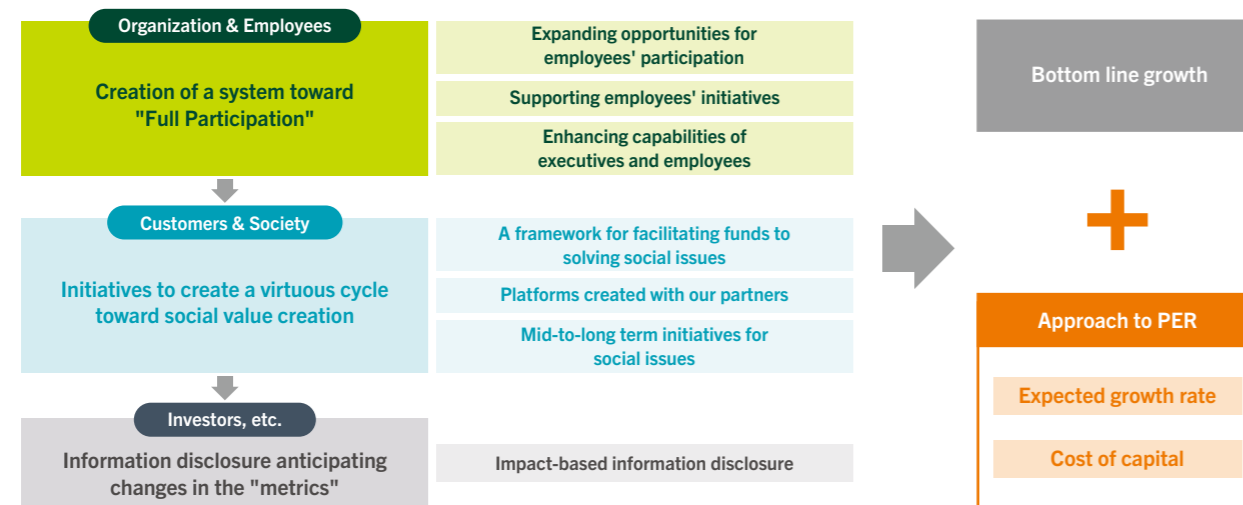 Organization & Employees
Creation of a system toward
"Full Participation"
Expanding opportunities for
employees' participation
Supporting employees' initiatives
Enhancing capabilities of
executives and employees
Customers & Society
Initiatives to create a virtuous cycle
toward social value creation
A framework for facilitating funds to
solving social issues
Platforms created with our partners
Mid-to-long term initiatives for
social issues
Investors, etc.
Information disclosure anticipating
changes in the "metrics"
Impact-based information disclosure
Bottom line growth
+
Approach to PER
Expected growth rate
Cost of capital